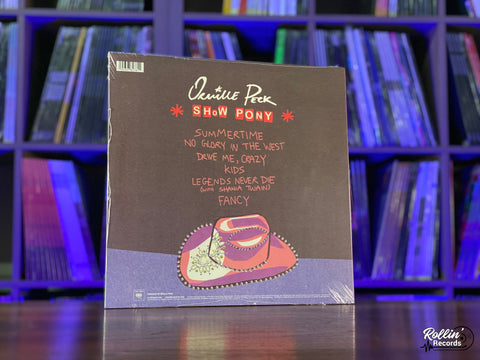 Orville Peck
SHOW PONY
SUMMERTIME
NO GLORY IN THE WEST
DRIVE ME, CRAZY
KIDS
LEGENDS NEVER DIE
(WITH SHANIA TWAIN)
FANCY
Rollin'
Records